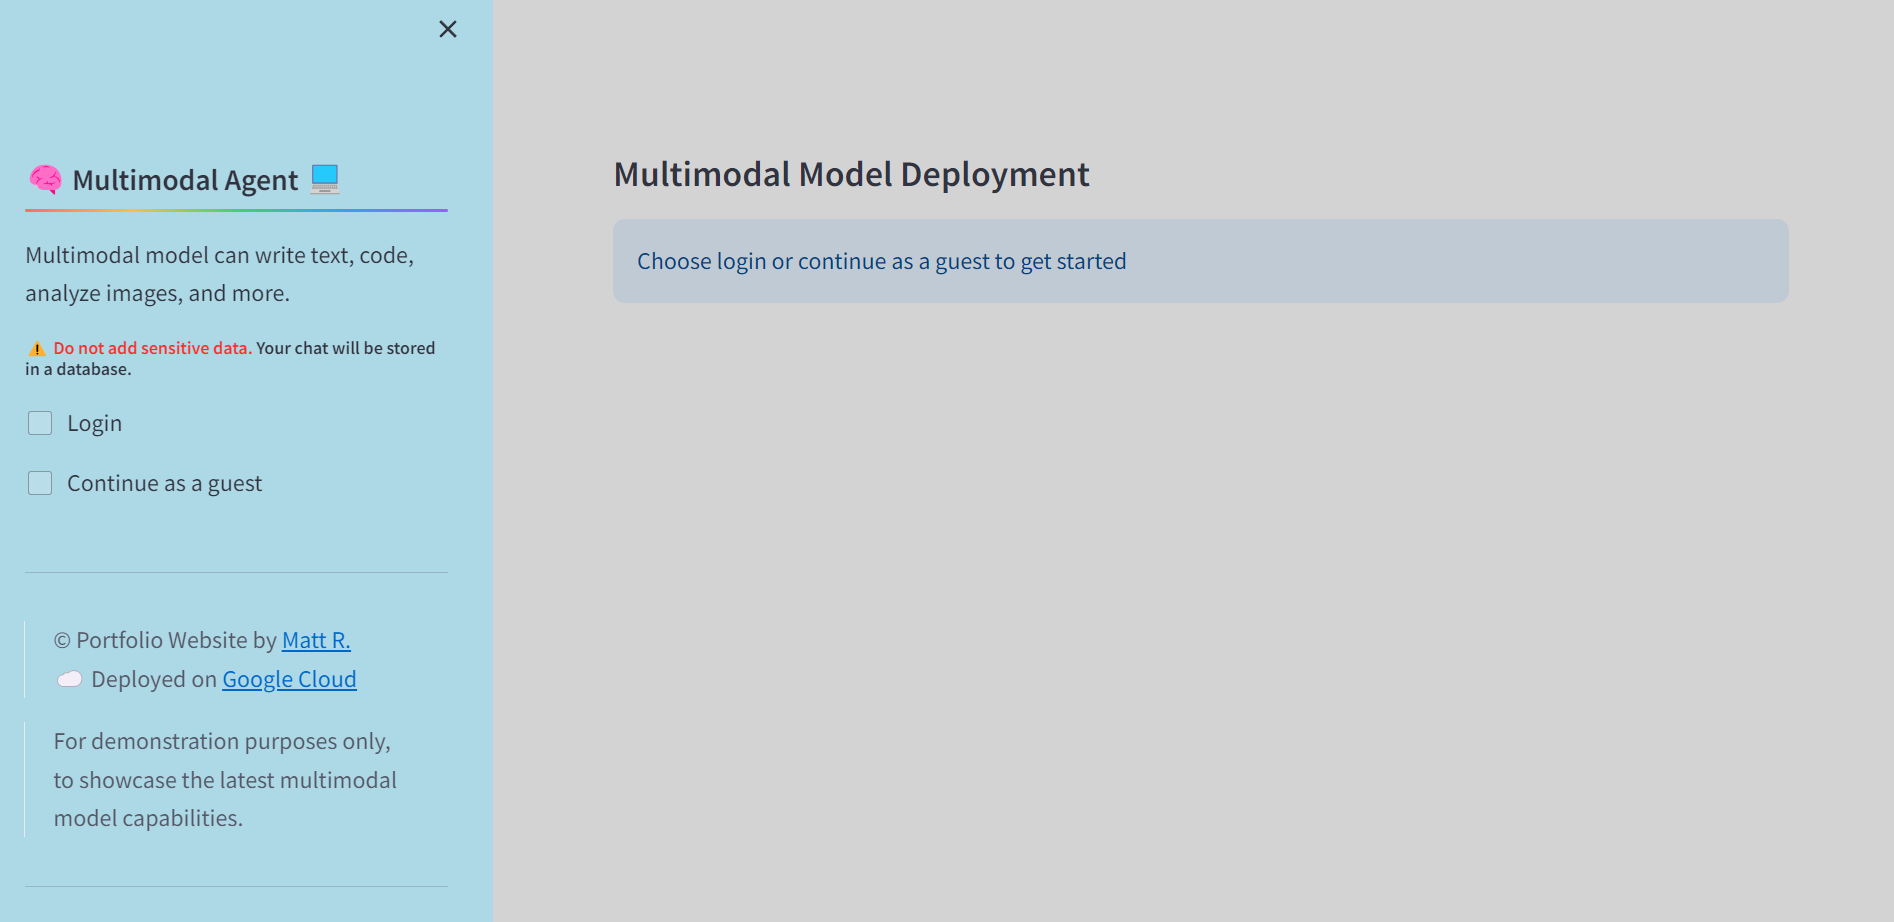 🧠 Multimodal Agent 💻
Multimodal model can write text, code,
analyze images, and more.
⚠️ Do not add sensitive data. Your chat will be stored
in a database.
Login
Continue as a guest
© Portfolio Website by Matt R.
☁️ Deployed on Google Cloud
For demonstration purposes only,
to showcase the latest multimodal
model capabilities.
Multimodal Model Deployment
Choose login or continue as a guest to get started